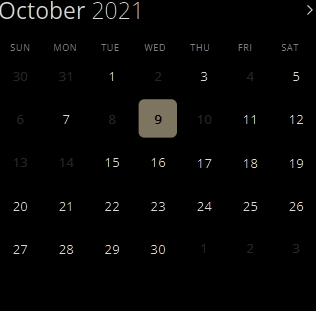 October 2021
SUN MON TUE WED THU FRI SAT
30 31 1 2 3 4 5
6 7 8 9 10 11 12
13 14 15 16 17 18 19
20 21 22 23 24 25 26
27 28 29 30 1 2 3